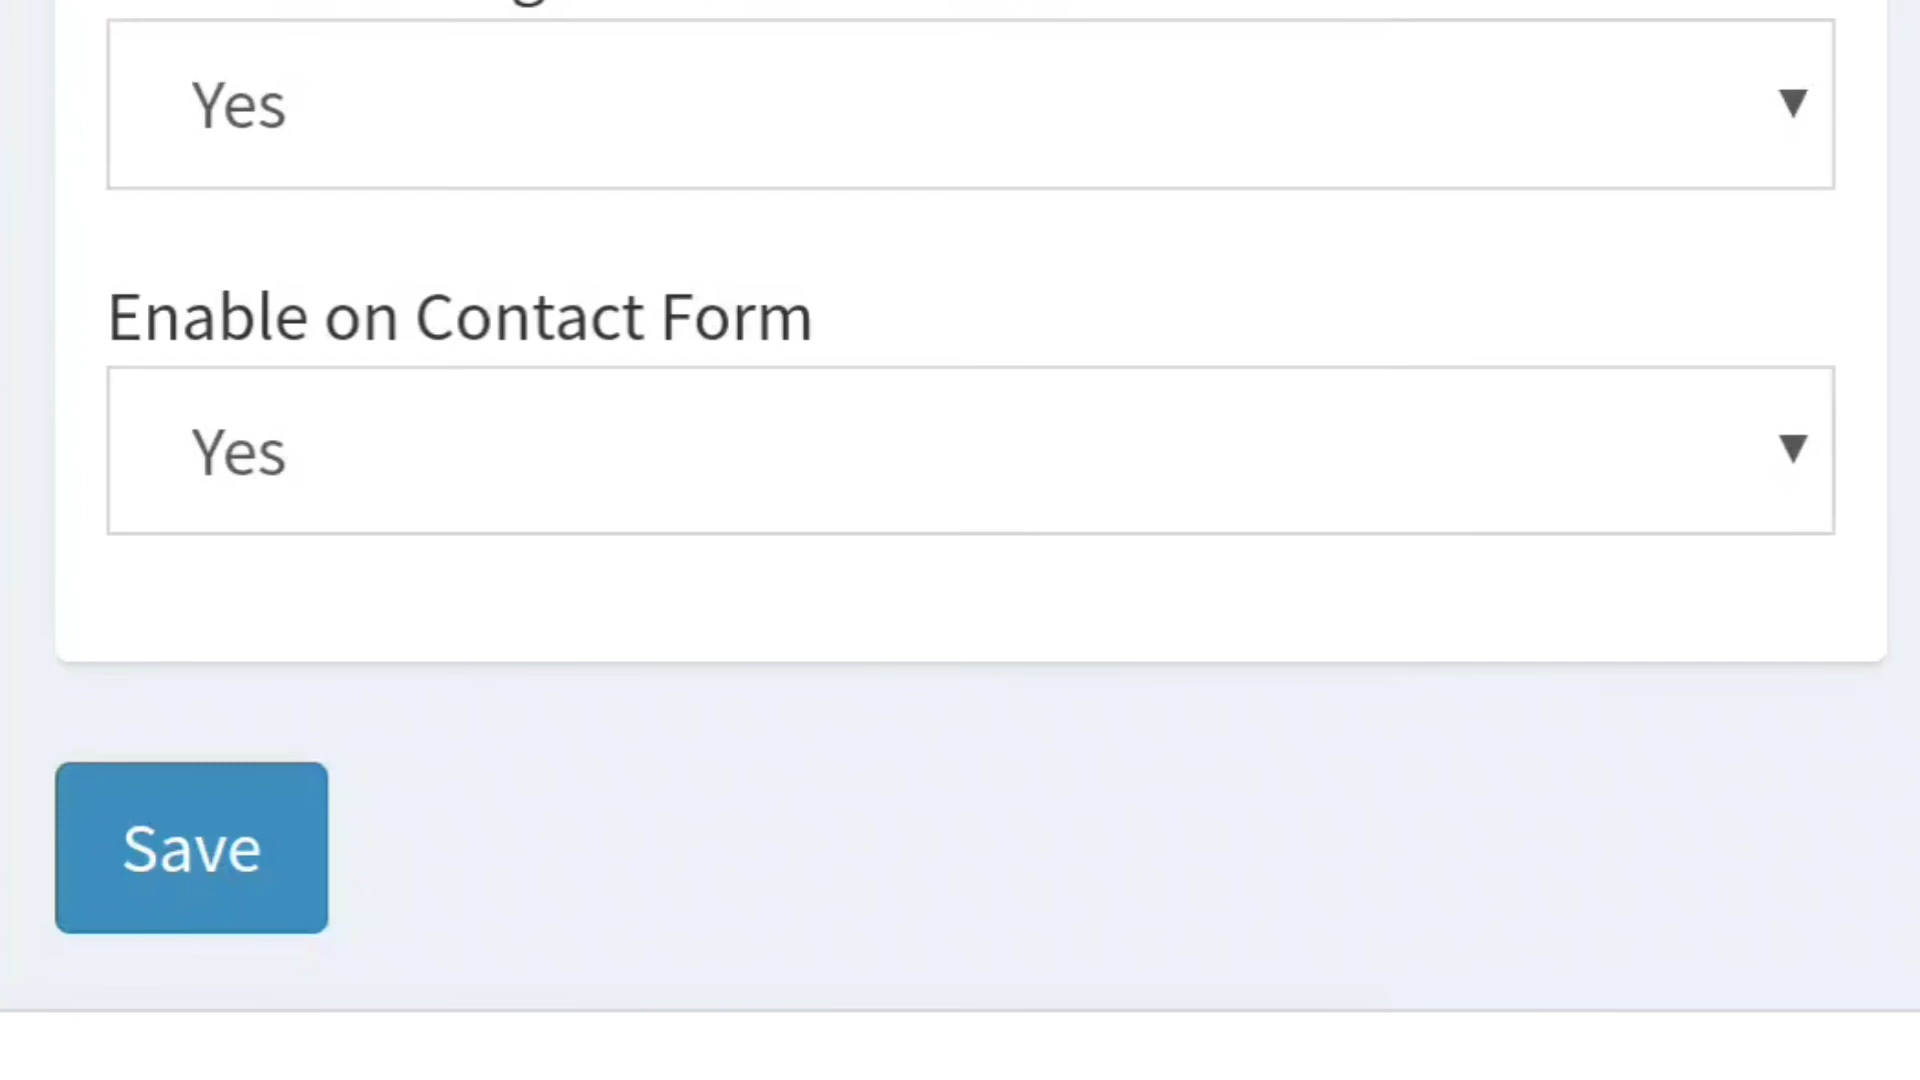 Yes
Enable on Contact Form
Yes
Save